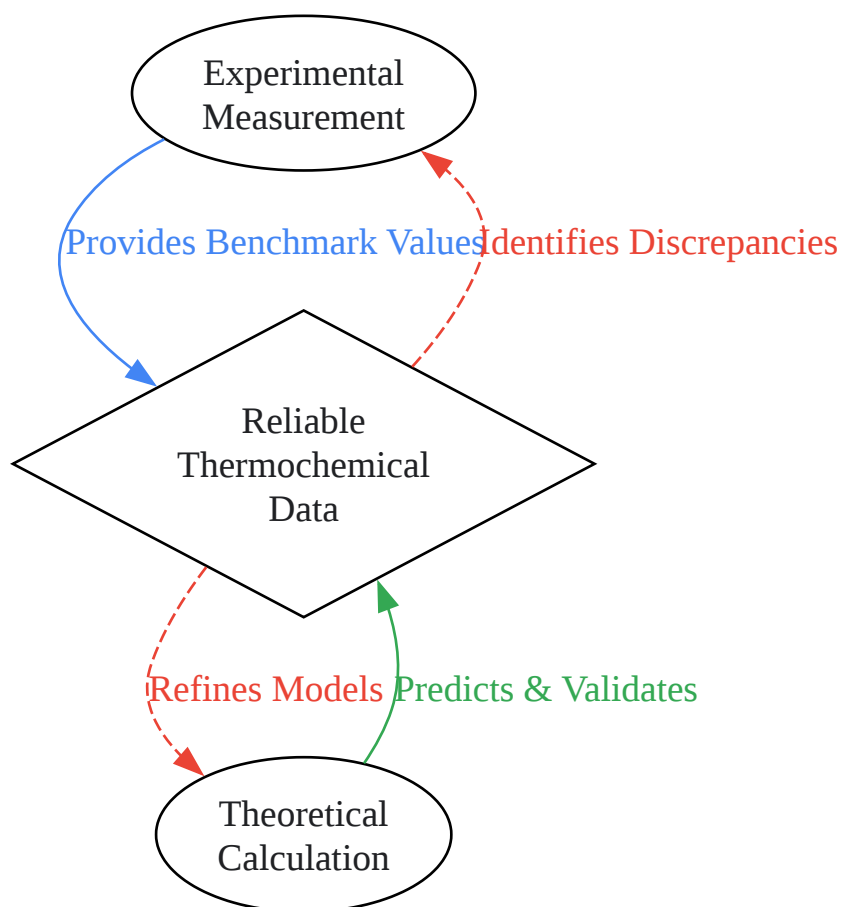 Experimental
Measurement
Provides Benchmark Values
Identifies Discrepancies
Reliable
Thermochemical
Data
Refines Models
Predicts & Validates
Theoretical
Calculation